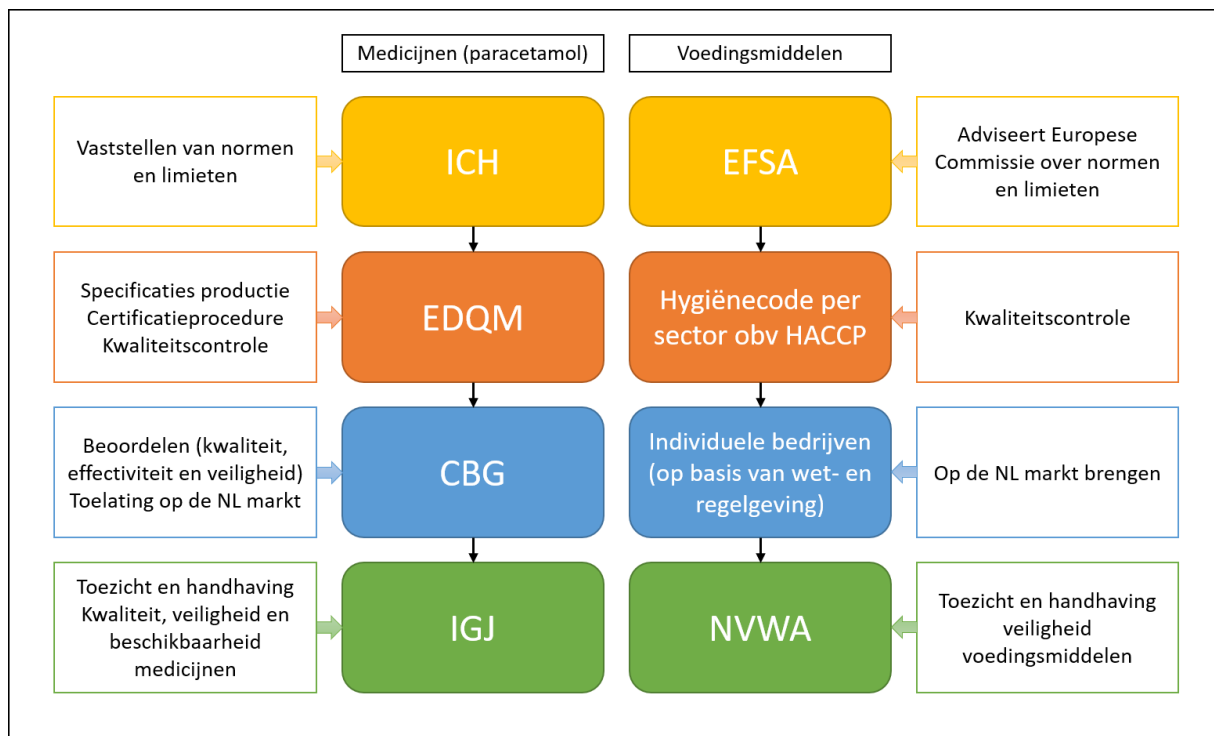 Medicijnen (paracetamol)
Voedingsmiddelen
Vaststellen van normen
en limieten
ICH
EFSA
Adviseert Europese
Commissie over normen
en limieten
Specificaties productie
Certificatieprocedure
Kwaliteitscontrole
EDQM
Hygiënecode per
sector obv HACCP
Kwaliteitscontrole
Beoordelen (kwaliteit,
effectiviteit en veiligheid)
Toelating op de NL markt
CBG
Individuele bedrijven
(op basis van wet- en
regelgeving)
Op de NL markt brengen
Toezicht en handhaving
Kwaliteit, veiligheid en
beschikbaarheid
medicijnen
IGJ
NVWA
Toezicht en handhaving
veiligheid
voedingsmiddelen